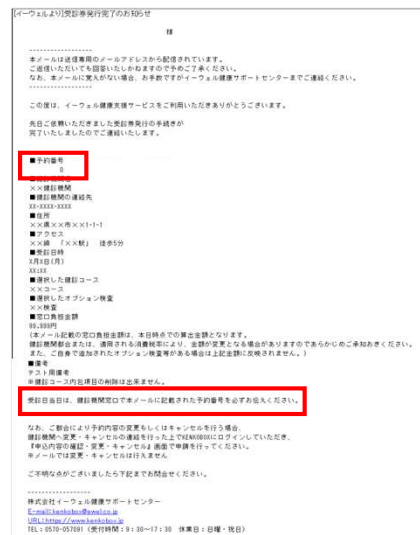 [イーウェルより]受診券発行完了のお知らせ
様
------------------
本メールは送信専用のメールアドレスから配信されています。
ご返信いただいても回答いたしかねますので予めご了承ください。
なお、本メールに覚えがない場合、お手数ですがイーウェル健康サポートセンターまでご連絡ください。
------------------
この度は、イーウェル健康支援サービスをご利用いただきありがとうございます。
先日ご依頼いただきました受診券発行の手続きが
完了いたしましたのでご連絡いたします。
■予約番号
0
■健診機関名
××健診機関
■健診機関の連絡先
XX-XXXX-XXXX
■住所
××県××市××1-1-1
■アクセス
××線 「××駅」 徒歩5分
■受診日時
X月X日(月)
XX:XX
■選択した健診コース
××コース
■選択したオプション検査
××検査
■窓口負担金額
99,999円
(本メール記載の窓口負担金額は、本日時点での算出金額となります。
健診機関都合または、適用される消費税率により、金額が変更となる場合がありますのであらかじめご承知おきください。
また、ご自身で追加されたオプション検査等がある場合は上記金額に反映されません。)
■備考
テスト用備考
※健診コース内包項目の削除は出来ません。
受診日当日は、健診機関窓口で本メールに記載された予約番号を必ずお伝えください。
なお、ご都合により予約内容の変更もしくはキャンセルを行う場合、
健診機関へ変更・キャンセルの連絡を行った上でKENKOBOXにログインしていただき、
『申込内容の確認・変更・キャンセル』画面で申請を行ってください。
※メールでは変更・キャンセルは行えません
ご不明な点がございましたら下記までお問合せください。
------------------
株式会社イーウェル健康サポートセンター
E-mail:kenkobox@ewel.co.jp
URL:https://www.kenkobox.jp
TEL:0570-057091 (受付時間:9:30～17:30 休業日:日曜・祝日)